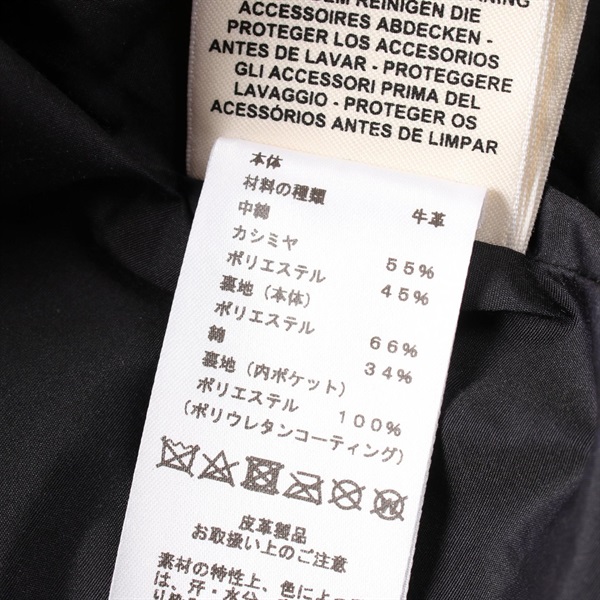 EM REINIGEN DIE
ACCESSOIRES ABDECKEN -
PROTEGER LOS ACCESORIOS
ANTES DE LAVAR - PROTEGGERE
GLI ACCESSORI PRIMA DEL
LAVAGGIO - PROTEGER OS
ACESSÓRIOS ANTES DE LIMPAR
本体
材料の種類 牛革
中綿
カシミヤ 55%
ポリエステル 45%
裏地（本体）
ポリエステル 66%
綿 34%
裏地（内ポケット）
ポリエステル 100%
（ポリウレタンコーティング）
皮革製品
お取扱い上のご注意
素材の特性上、色によっ
は、汗・水分